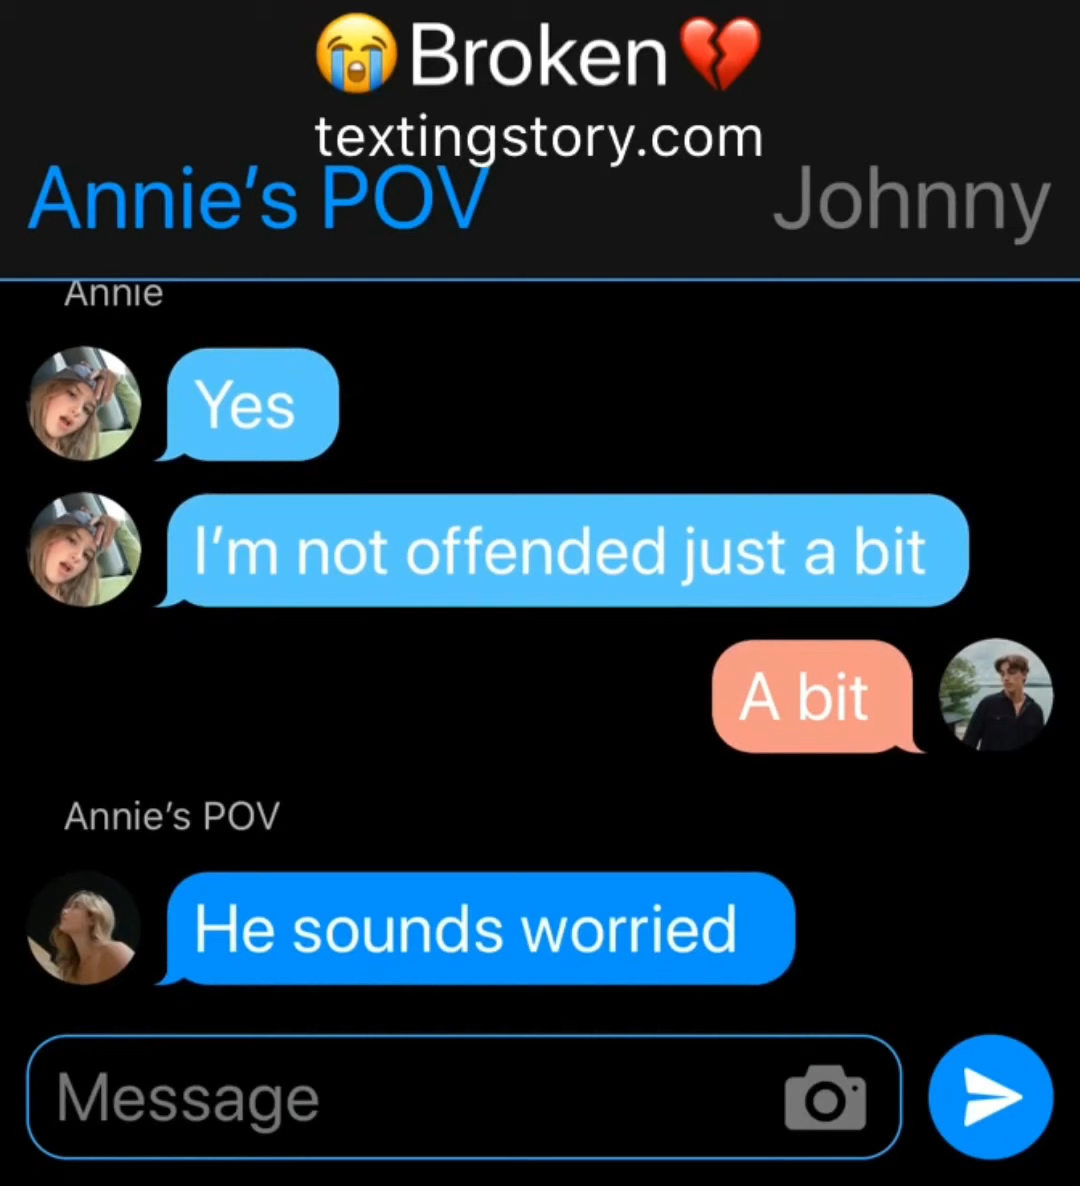 😭Broken💔
textingstory.com
Annie’s POV
Johnny
Annie
Yes
I’m not offended just a bit
A bit
Annie’s POV
He sounds worried
Message